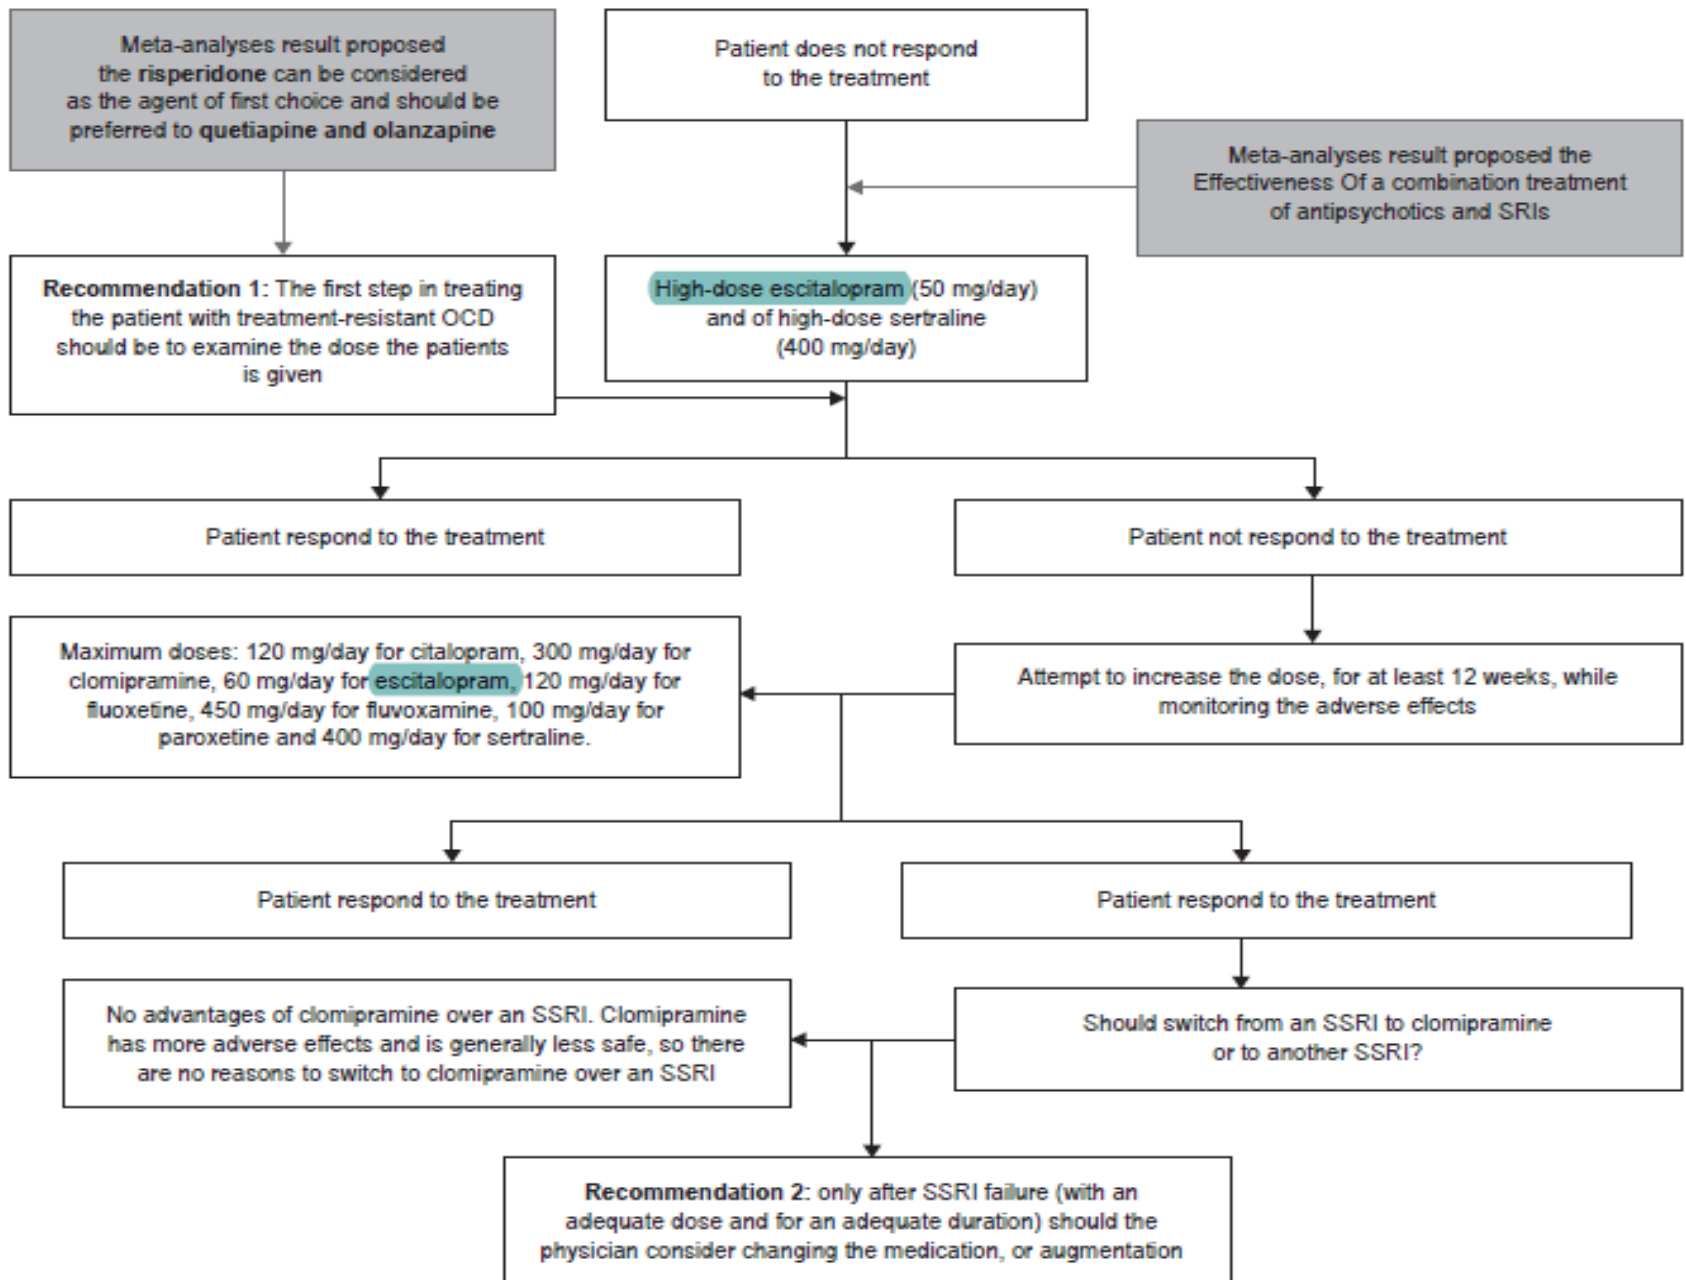 Meta-analyses result proposed
the risperidone can be considered
as the agent of first choice and should be
preferred to quetiapine and olanzapine
Patient does not respond
to the treatment
Meta-analyses result proposed the
Effectiveness Of a combination treatment
of antipsychotics and SRIs
Recommendation 1: The first step in treating
the patient with treatment-resistant OCD
should be to examine the dose the patients
is given
High-dose escitalopram (50 mg/day)
and of high-dose sertraline
(400 mg/day)
Patient respond to the treatment
Patient not respond to the treatment
Maximum doses: 120 mg/day for citalopram, 300 mg/day for
clomipramine, 60 mg/day for escitalopram, 120 mg/day for
fluoxetine, 450 mg/day for fluvoxamine, 100 mg/day for
paroxetine and 400 mg/day for sertraline.
Attempt to increase the dose, for at least 12 weeks, while
monitoring the adverse effects
Patient respond to the treatment
Patient respond to the treatment
No advantages of clomipramine over an SSRI. Clomipramine
has more adverse effects and is generally less safe, so there
are no reasons to switch to clomipramine over an SSRI
Should switch from an SSRI to clomipramine
or to another SSRI?
Recommendation 2: only after SSRI failure (with an
adequate dose and for an adequate duration) should the
physician consider changing the medication, or augmentation